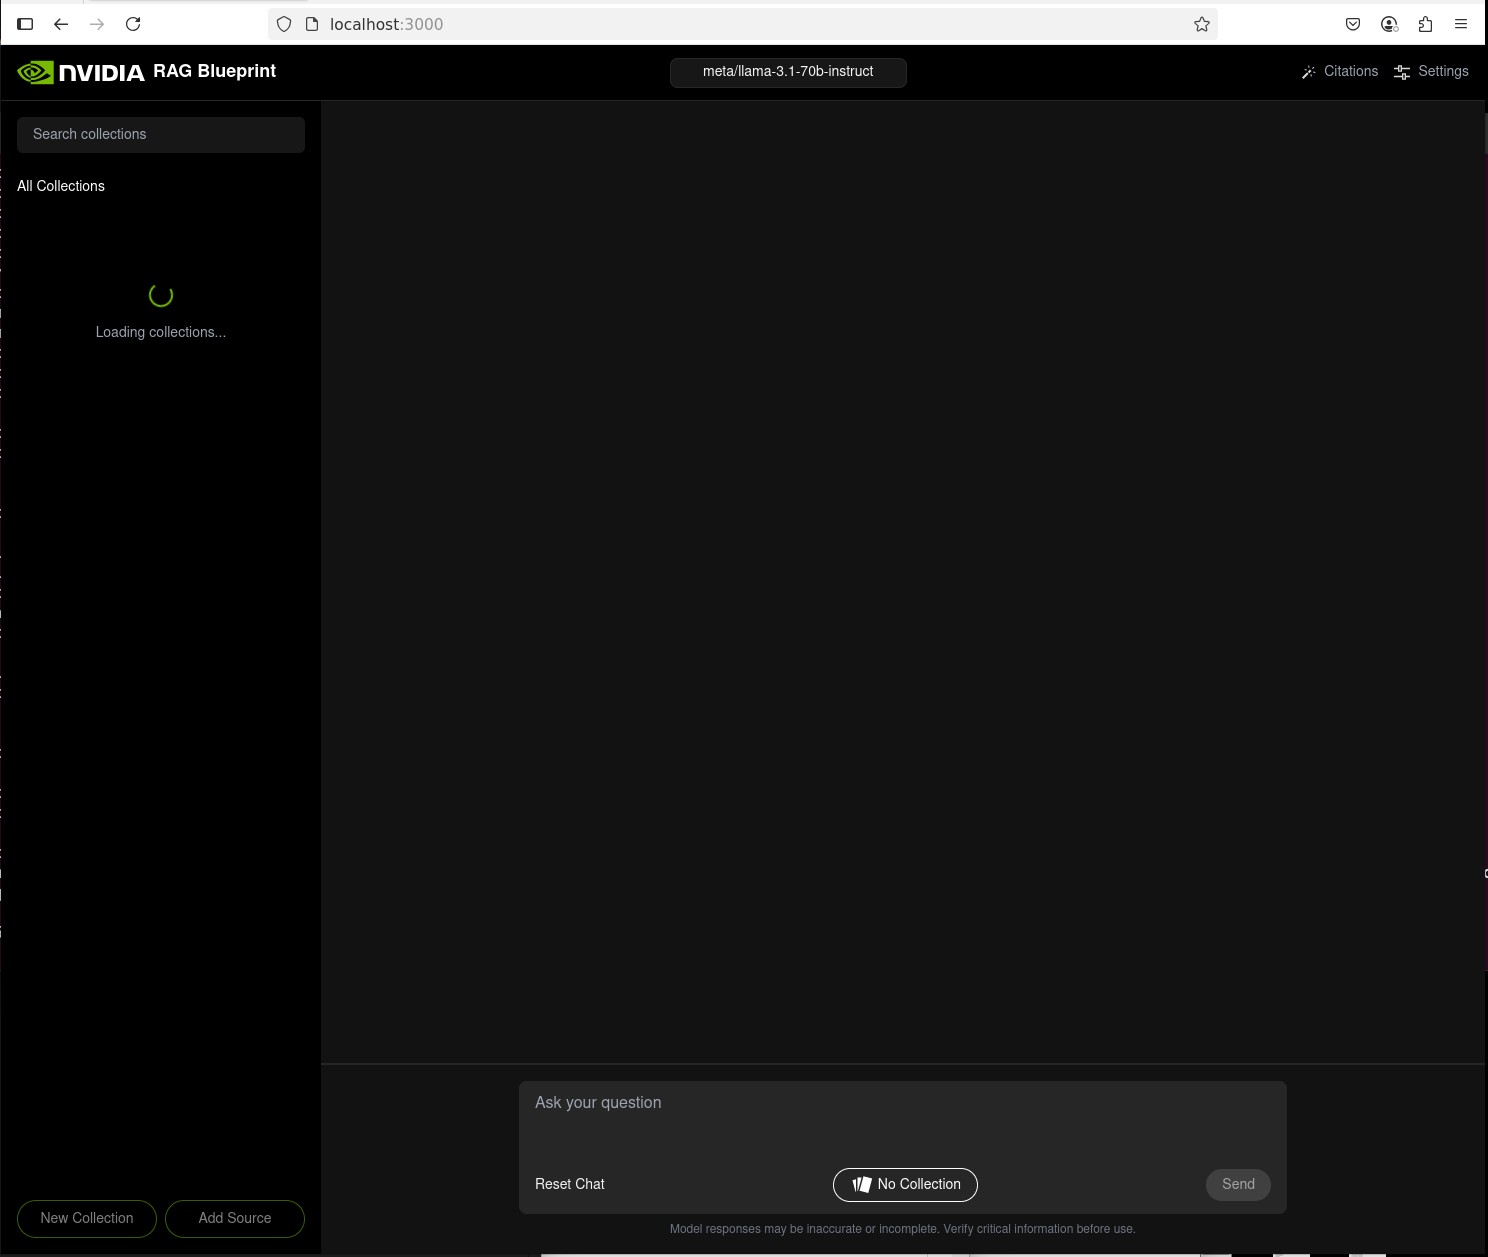 localhost:3000
NVIDIA RAG Blueprint
meta/llama-3.1-70b-instruct
Citations
Settings
Search collections
All Collections
Loading collections...
Ask your question
Reset Chat
No Collection
Send
New Collection
Add Source
Model responses may be inaccurate or incomplete. Verify critical information before use.